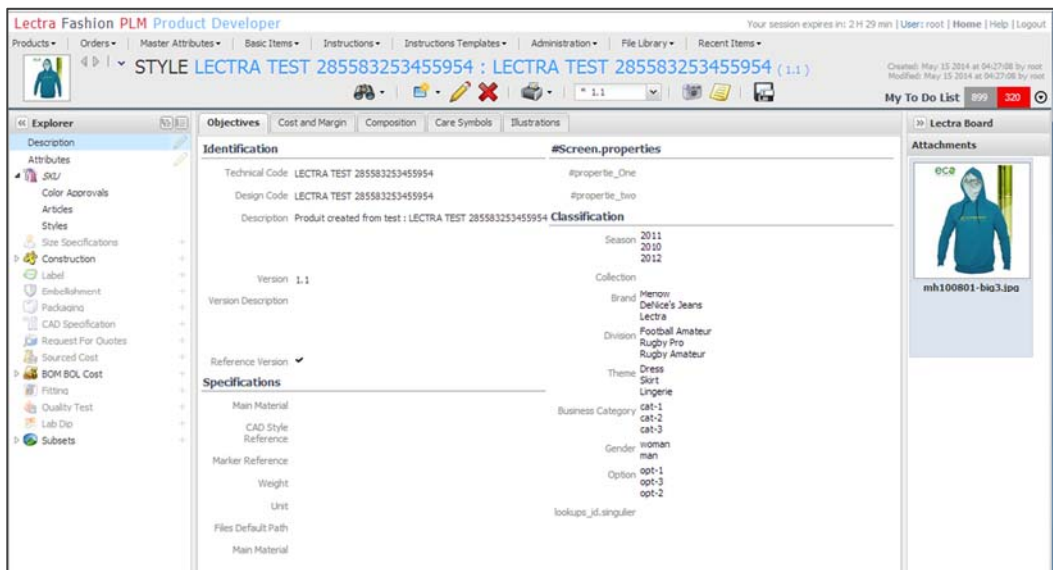 Lectra Fashion PLM Product Developer
Your session expires in: 2 H 29 min | User: root | Home | Help | Logout
Products Orders Master Attributes Basic Items Instructions Instructions Templates Administration File Library Recent Items
STYLE LECTRA TEST 285583253455954 : LECTRA TEST 285583253455954 (1.1)
Created: May 15 2014 at 04:27:08 by root
Modified: May 15 2014 at 04:27:08 by root
* 1.1
My To Do List 899 320
Explorer
Description
Attributes
SKU
Color Approvals
Articles
Styles
Size Specifications
Construction
Label
Embellishment
Packaging
CAD Specification
Request For Quotes
Sourced Cost
BOM BOL Cost
Fitting
Quality Test
Lab Dip
Subsets
Objectives Cost and Margin Composition Care Symbols Illustrations
Identification
Technical Code LECTRA TEST 285583253455954
Design Code LECTRA TEST 285583253455954
Description Produit created from test : LECTRA TEST 285583253455954
Version 1.1
Version Description
Reference Version ✔
Specifications
Main Material
CAD Style
Reference
Marker Reference
Weight
Unit
Files Default Path
Main Material
#Screen.properties
#propertie_One
#propertie_two
Classification
Season 2011
2010
2012
Collection
Brand Menow
DeNice's Jeans
Lectra
Division Football Amateur
Rugby Pro
Rugby Amateur
Theme Dress
Skirt
Lingerie
Business Category cat-1
cat-2
cat-3
Gender woman
man
Option opt-1
opt-3
opt-2
lookups_id.singulier
Lectra Board
Attachments
eca
mh100801-big3.jpg